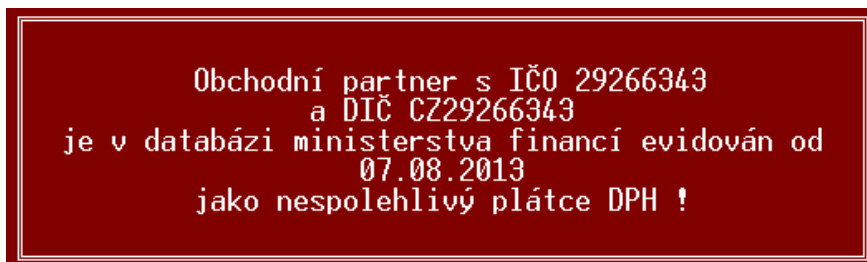 Obchodní partner s IČO 29266343
a DIČ CZ29266343
je v databázi ministerstva financí evidován od
07.08.2013
jako nespolehlivý plátce DPH !